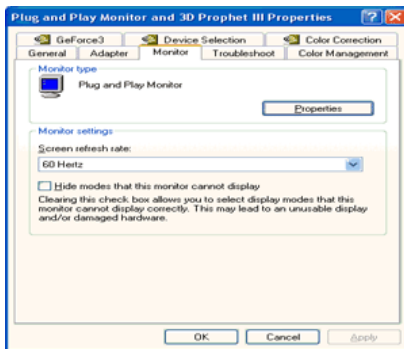 Plug and Play Monitor and 3D Prophet III Properties
GeForce3 Device Selection Color Correction
General Adapter Monitor Troubleshoot Color Management
Monitor type
Plug and Play Monitor
Properties
Monitor settings
Screen refresh rate:
60 Hertz
Hide modes that this monitor cannot display
Clearing this check box allows you to select display modes that this
monitor cannot display correctly. This may lead to an unusable display
and/or damaged hardware.
OK Cancel Apply